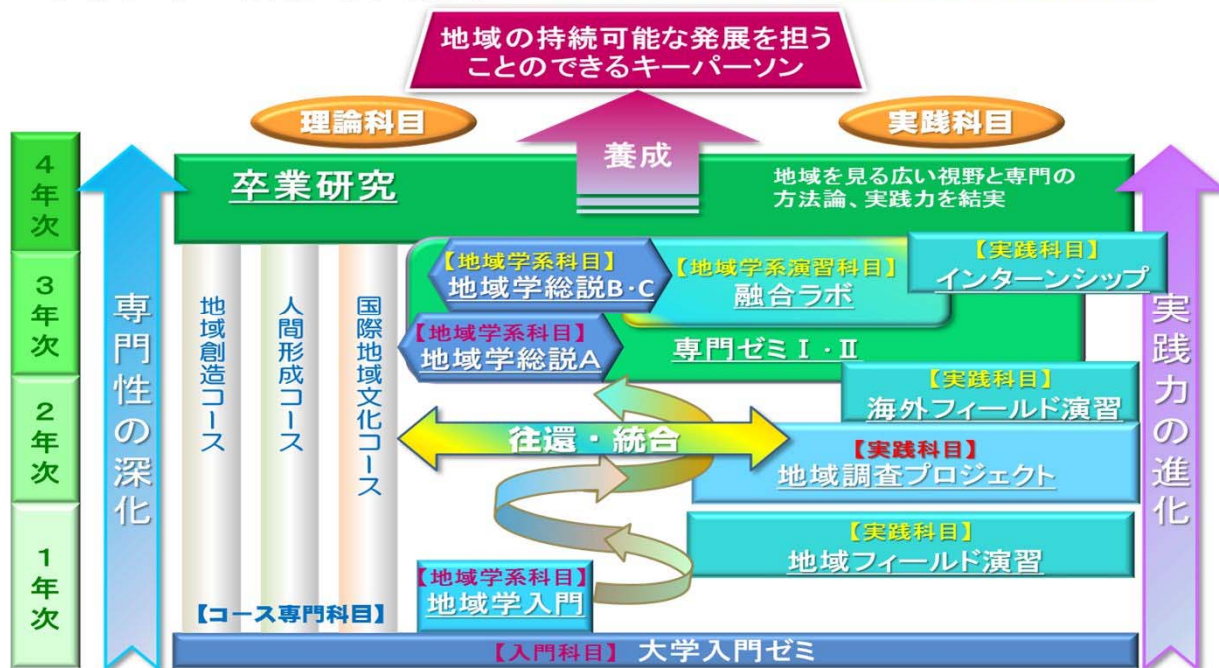 地域の持続可能な発展を担う
ことのできるキーパーソン
理論科目
実践科目
養成
4年次
3年次
2年次
1年次
専門性の深化
卒業研究
地域を見る広い視野と専門の
方法論、実践力を結実
実践力の進化
地域創造コース
人間形成コース
国際地域文化コース
【地域学系科目】
地域学総説B・C
【地域学系演習科目】
融合ラボ
【実践科目】
インターンシップ
【地域学系科目】
地域学総説A
専門ゼミⅠ・Ⅱ
【実践科目】
海外フィールド演習
往還・統合
【実践科目】
地域調査プロジェクト
【実践科目】
地域フィールド演習
【地域学系科目】
地域学入門
【コース専門科目】
【入門科目】 大学入門ゼミ